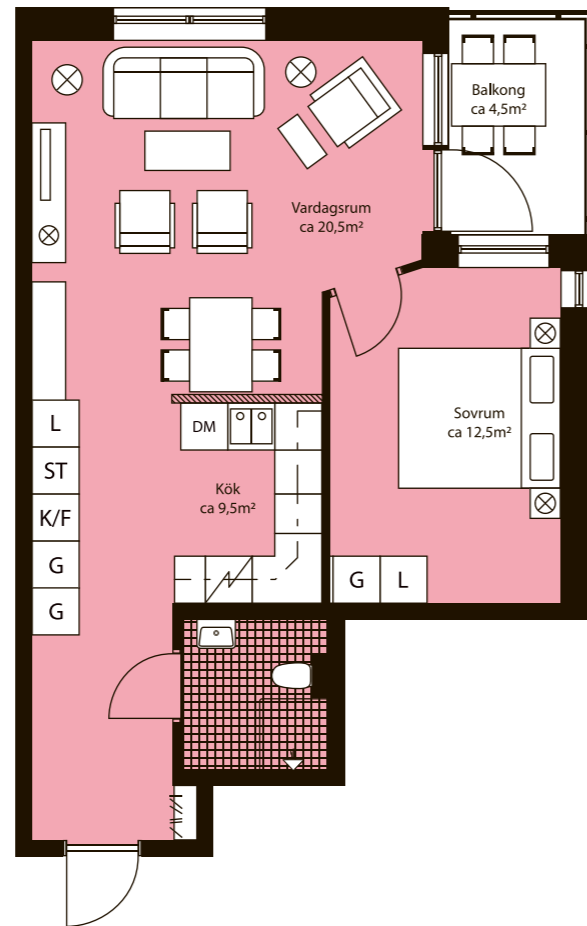 Balkong
ca 4,5m²
Vardagsrum
ca 20,5m²
L
ST
K/F
G
G
DM
Kök
ca 9,5m²
Sovrum
ca 12,5m²
G
L